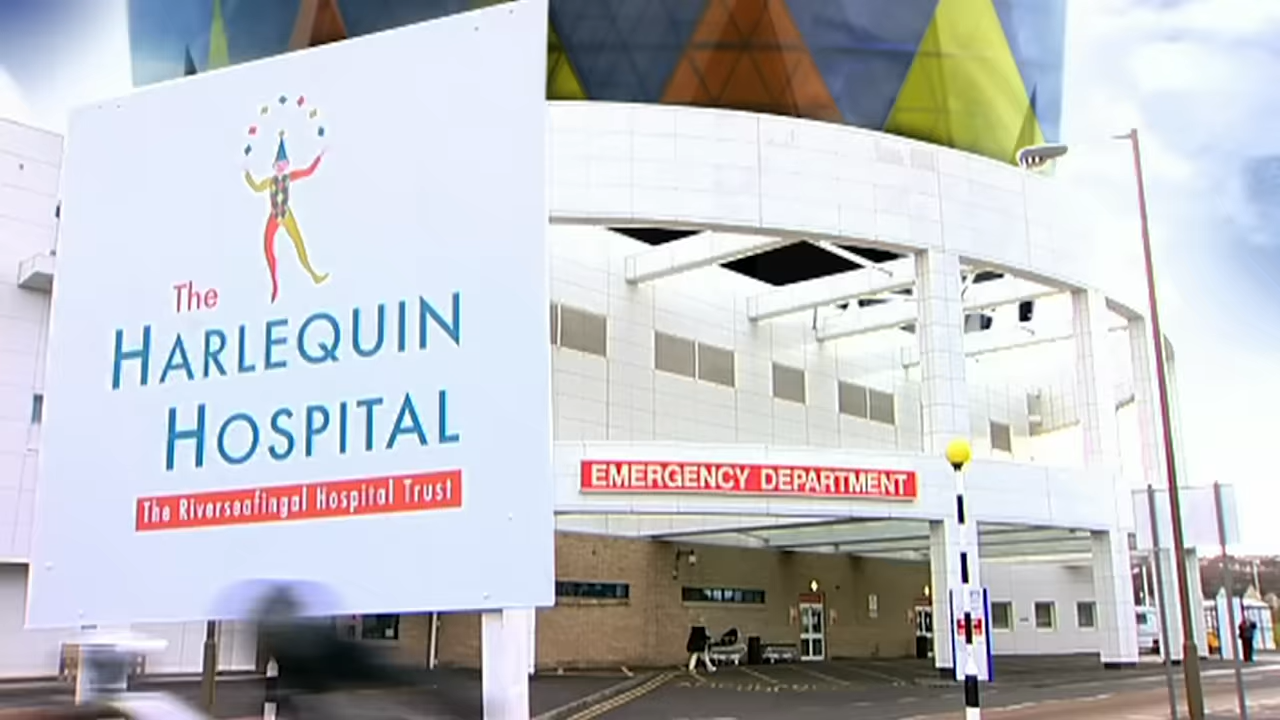 The
HARLEQUIN
HOSPITAL
The Riverseafingal Hospital Trust
EMERGENCY DEPARTMENT